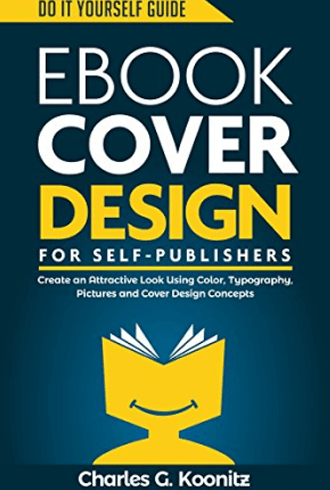 DO IT YOURSELF GUIDE
EBOOK
COVER
DESIGN
FOR SELF-PUBLISHERS
Create an Attractive Look Using Color, Typography,
Pictures and Cover Design Concepts
Charles G. Koonitz